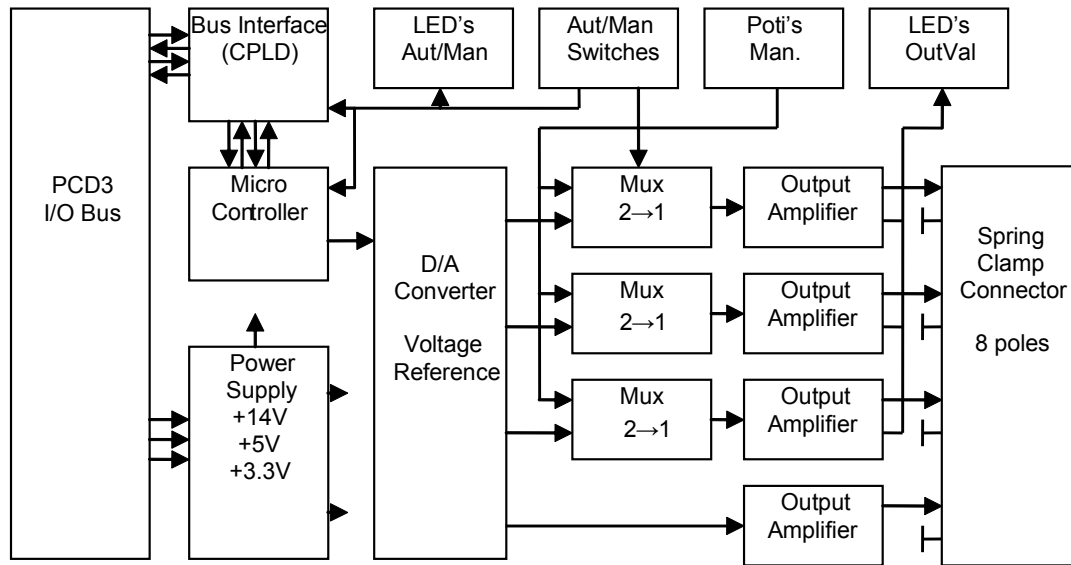 Bus Interface
(CPLD)
LED's
Aut/Man
Aut/Man
Switches
Poti's
Man.
LED's
OutVal
PCD3
I/O Bus
Micro
Controller
D/A
Converter
Voltage
Reference
Mux
2→1
Output
Amplifier
Mux
2→1
Output
Amplifier
Mux
2→1
Output
Amplifier
Output
Amplifier
Spring
Clamp
Connector
8 poles
Power
Supply
+14V
+5V
+3.3V